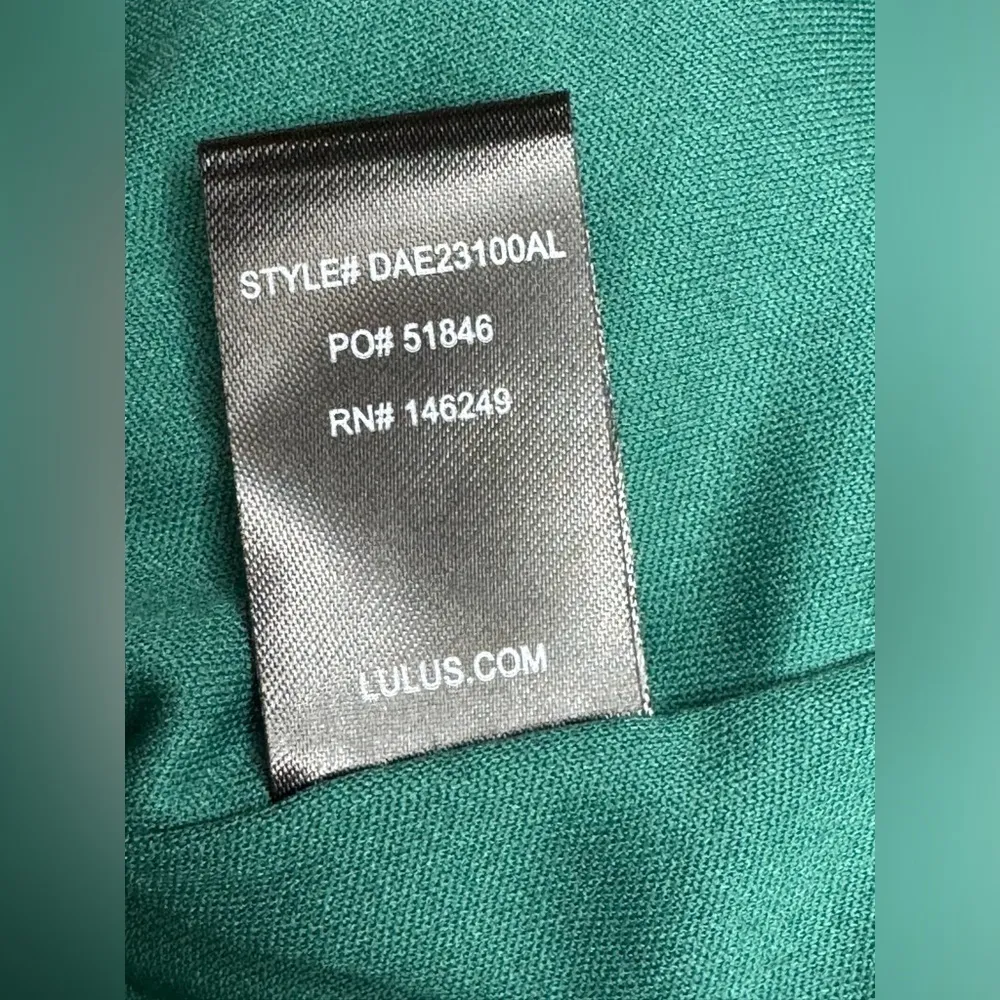 STYLE# DAE23100AL
PO# 51846
RN# 146249
LULUS.COM